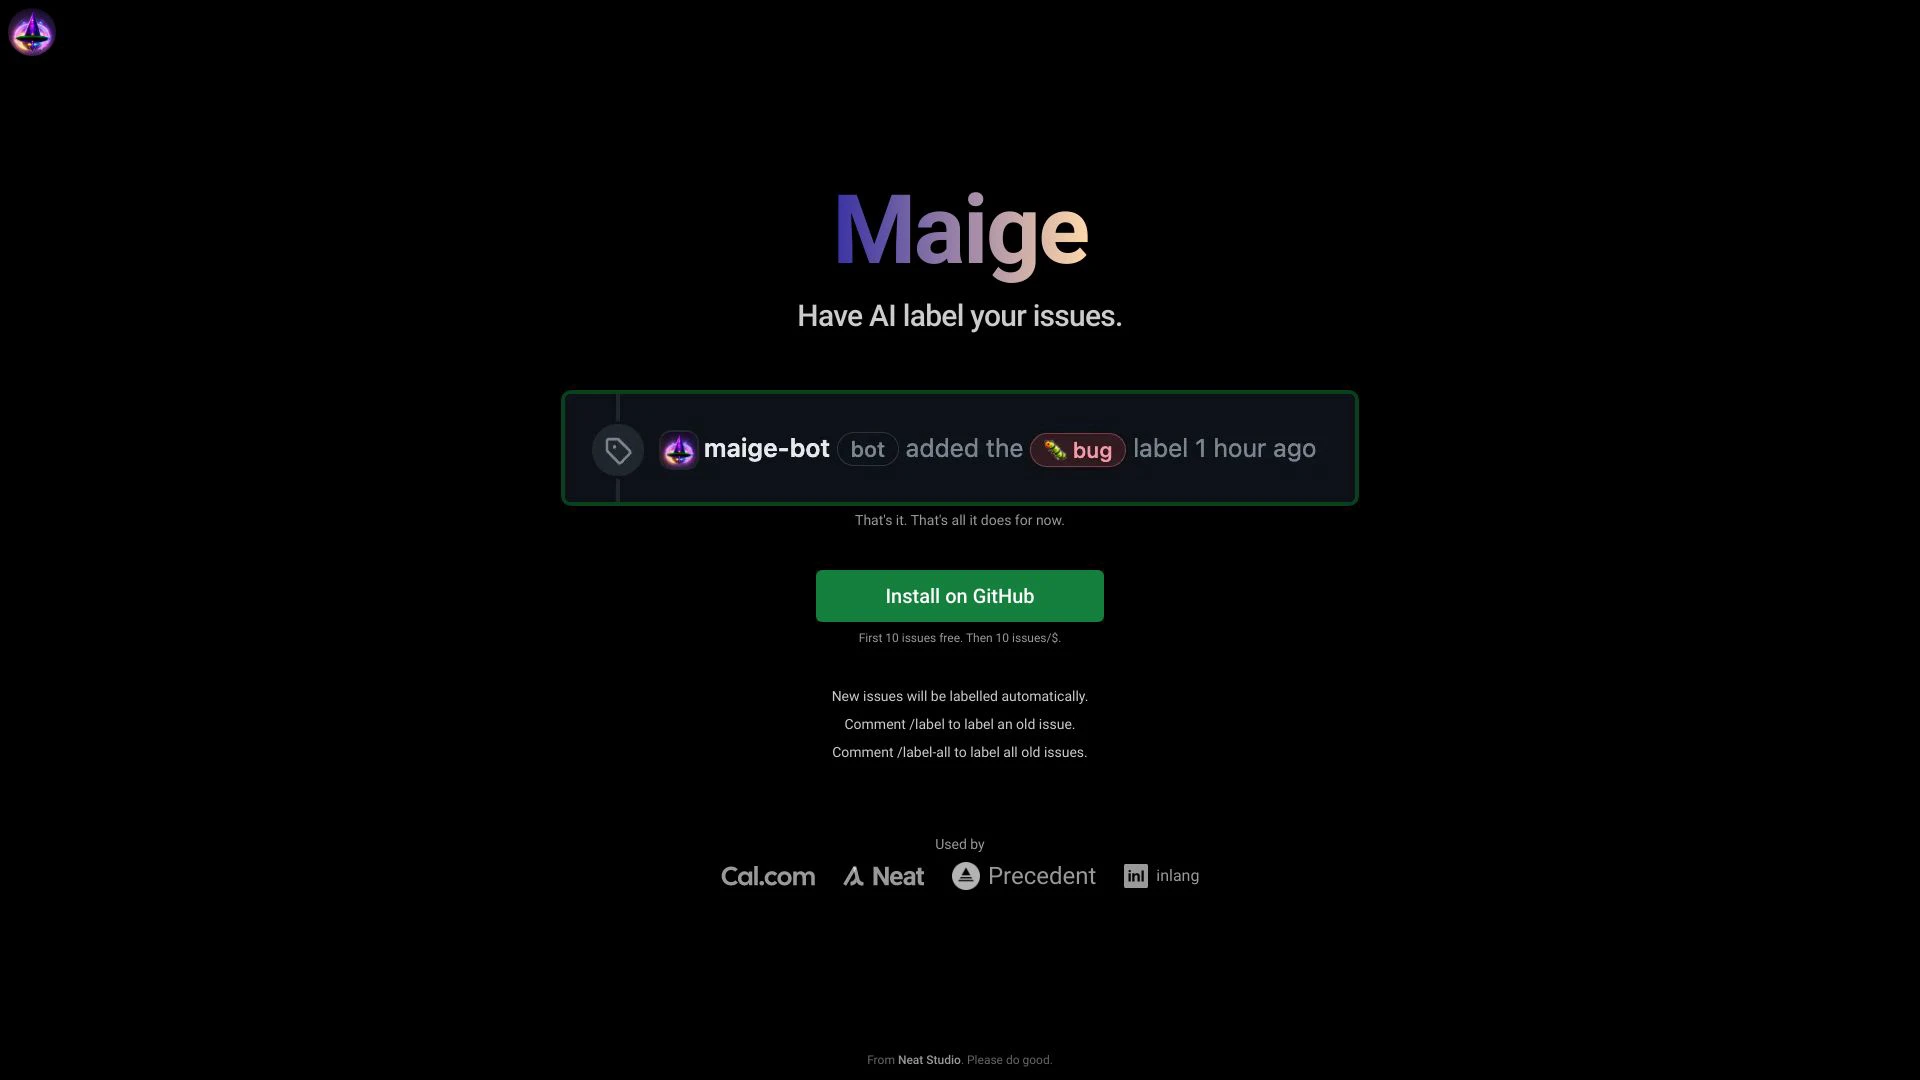 Maige
Have AI label your issues.
maige-bot bot added the bug label 1 hour ago
That's it. That's all it does for now.
Install on GitHub
First 10 issues free. Then 10 issues/$.
New issues will be labelled automatically.
Comment /label to label an old issue.
Comment /label-all to label all old issues.
Used by
Cal.com Neat Precedent inl inlang
From Neat Studio. Please do good.